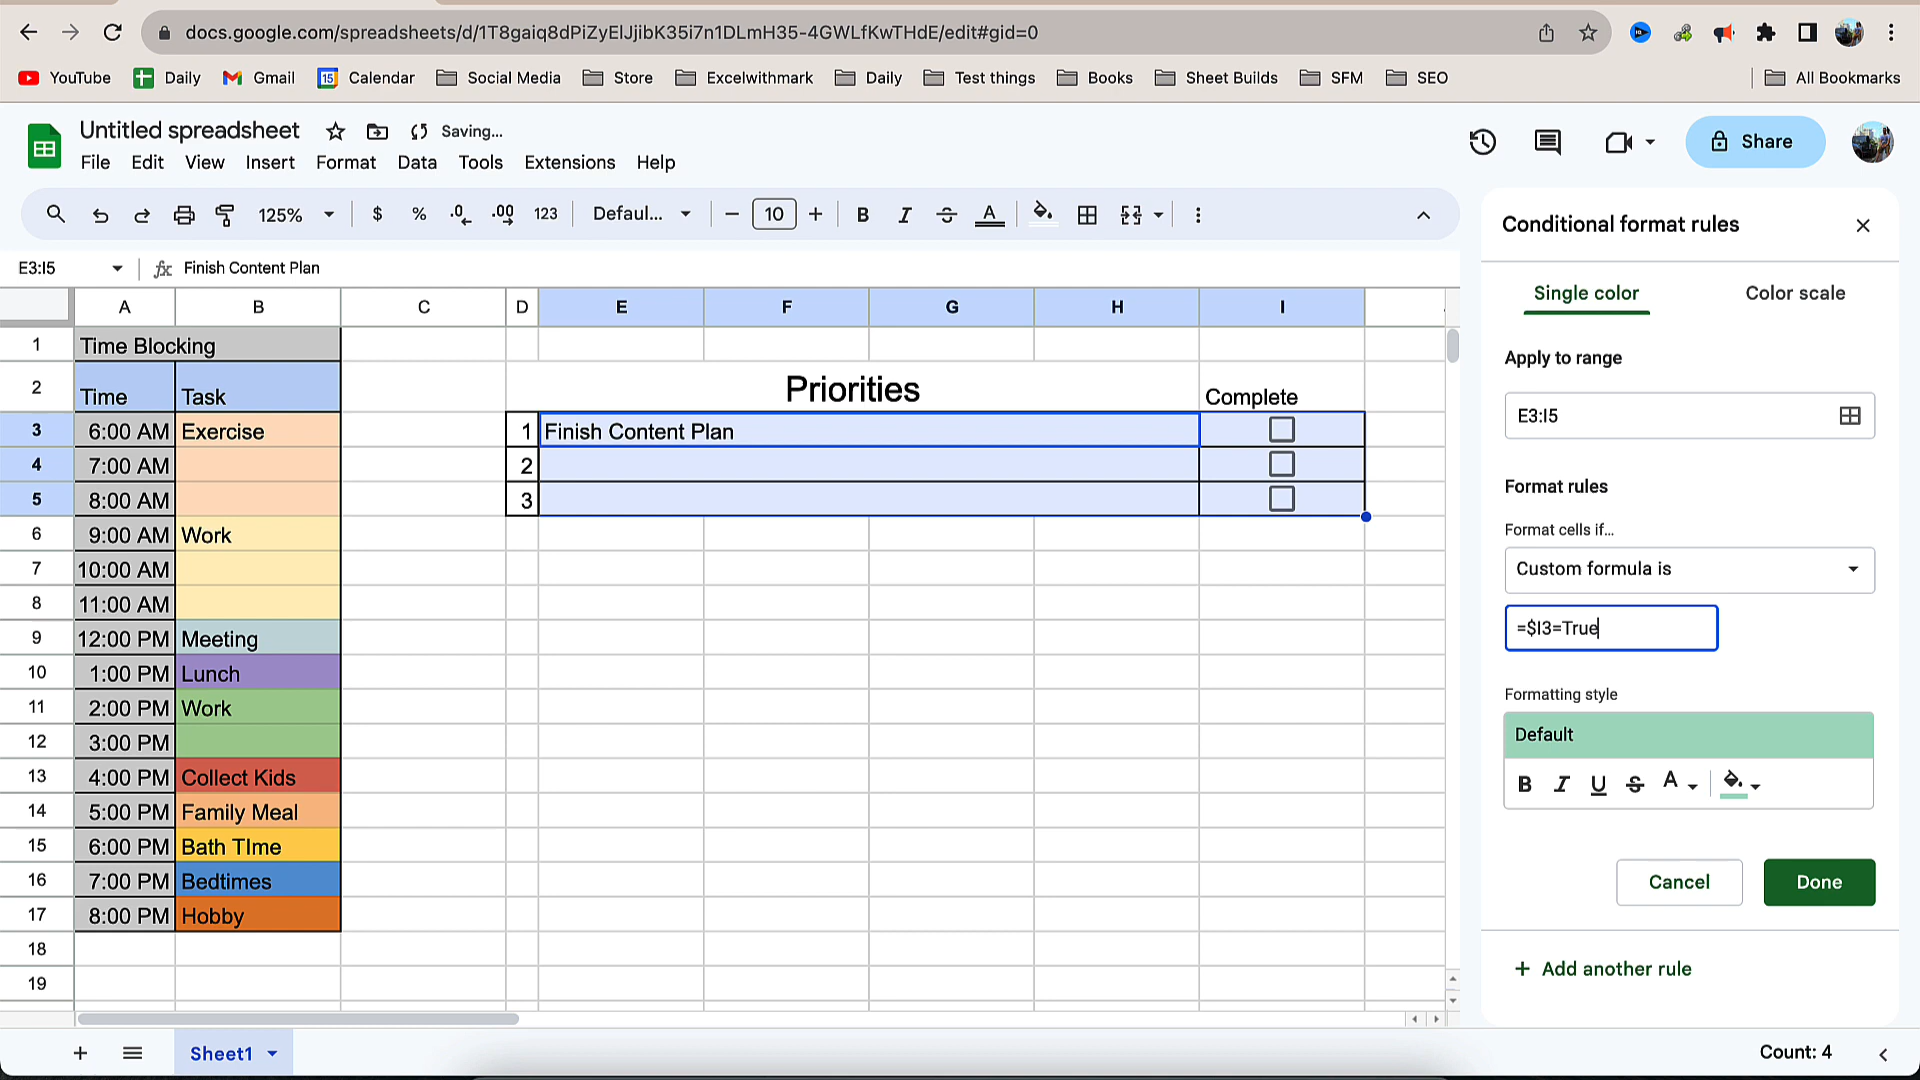 docs.google.com/spreadsheets/d/1T8gaiq8dPiZyElJjibK35i7n1DLmH35-4GWLfKwTHdE/edit#gid=0
YouTube Daily Gmail Calendar Social Media Store Excelwithmark Daily Test things Books Sheet Builds SFM SEO All Bookmarks
Untitled spreadsheet Saving...
File Edit View Insert Format Data Tools Extensions Help
Share
125% $ % .0 .00 123 Defaul... 10 B I A
E3:I5 fx Finish Content Plan
A B C D E F G H I
1 Time Blocking
2 Time Task Priorities Complete
3 6:00 AM Exercise 1 Finish Content Plan
4 7:00 AM 2
5 8:00 AM 3
6 9:00 AM Work
7 10:00 AM
8 11:00 AM
9 12:00 PM Meeting
10 1:00 PM Lunch
11 2:00 PM Work
12 3:00 PM
13 4:00 PM Collect Kids
14 5:00 PM Family Meal
15 6:00 PM Bath TIme
16 7:00 PM Bedtimes
17 8:00 PM Hobby
18
19
Conditional format rules
Single color Color scale
Apply to range
E3:I5
Format rules
Format cells if...
Custom formula is
=$I3=True
Formatting style
Default
B I U S A
Cancel Done
+ Add another rule
Sheet1
Count: 4